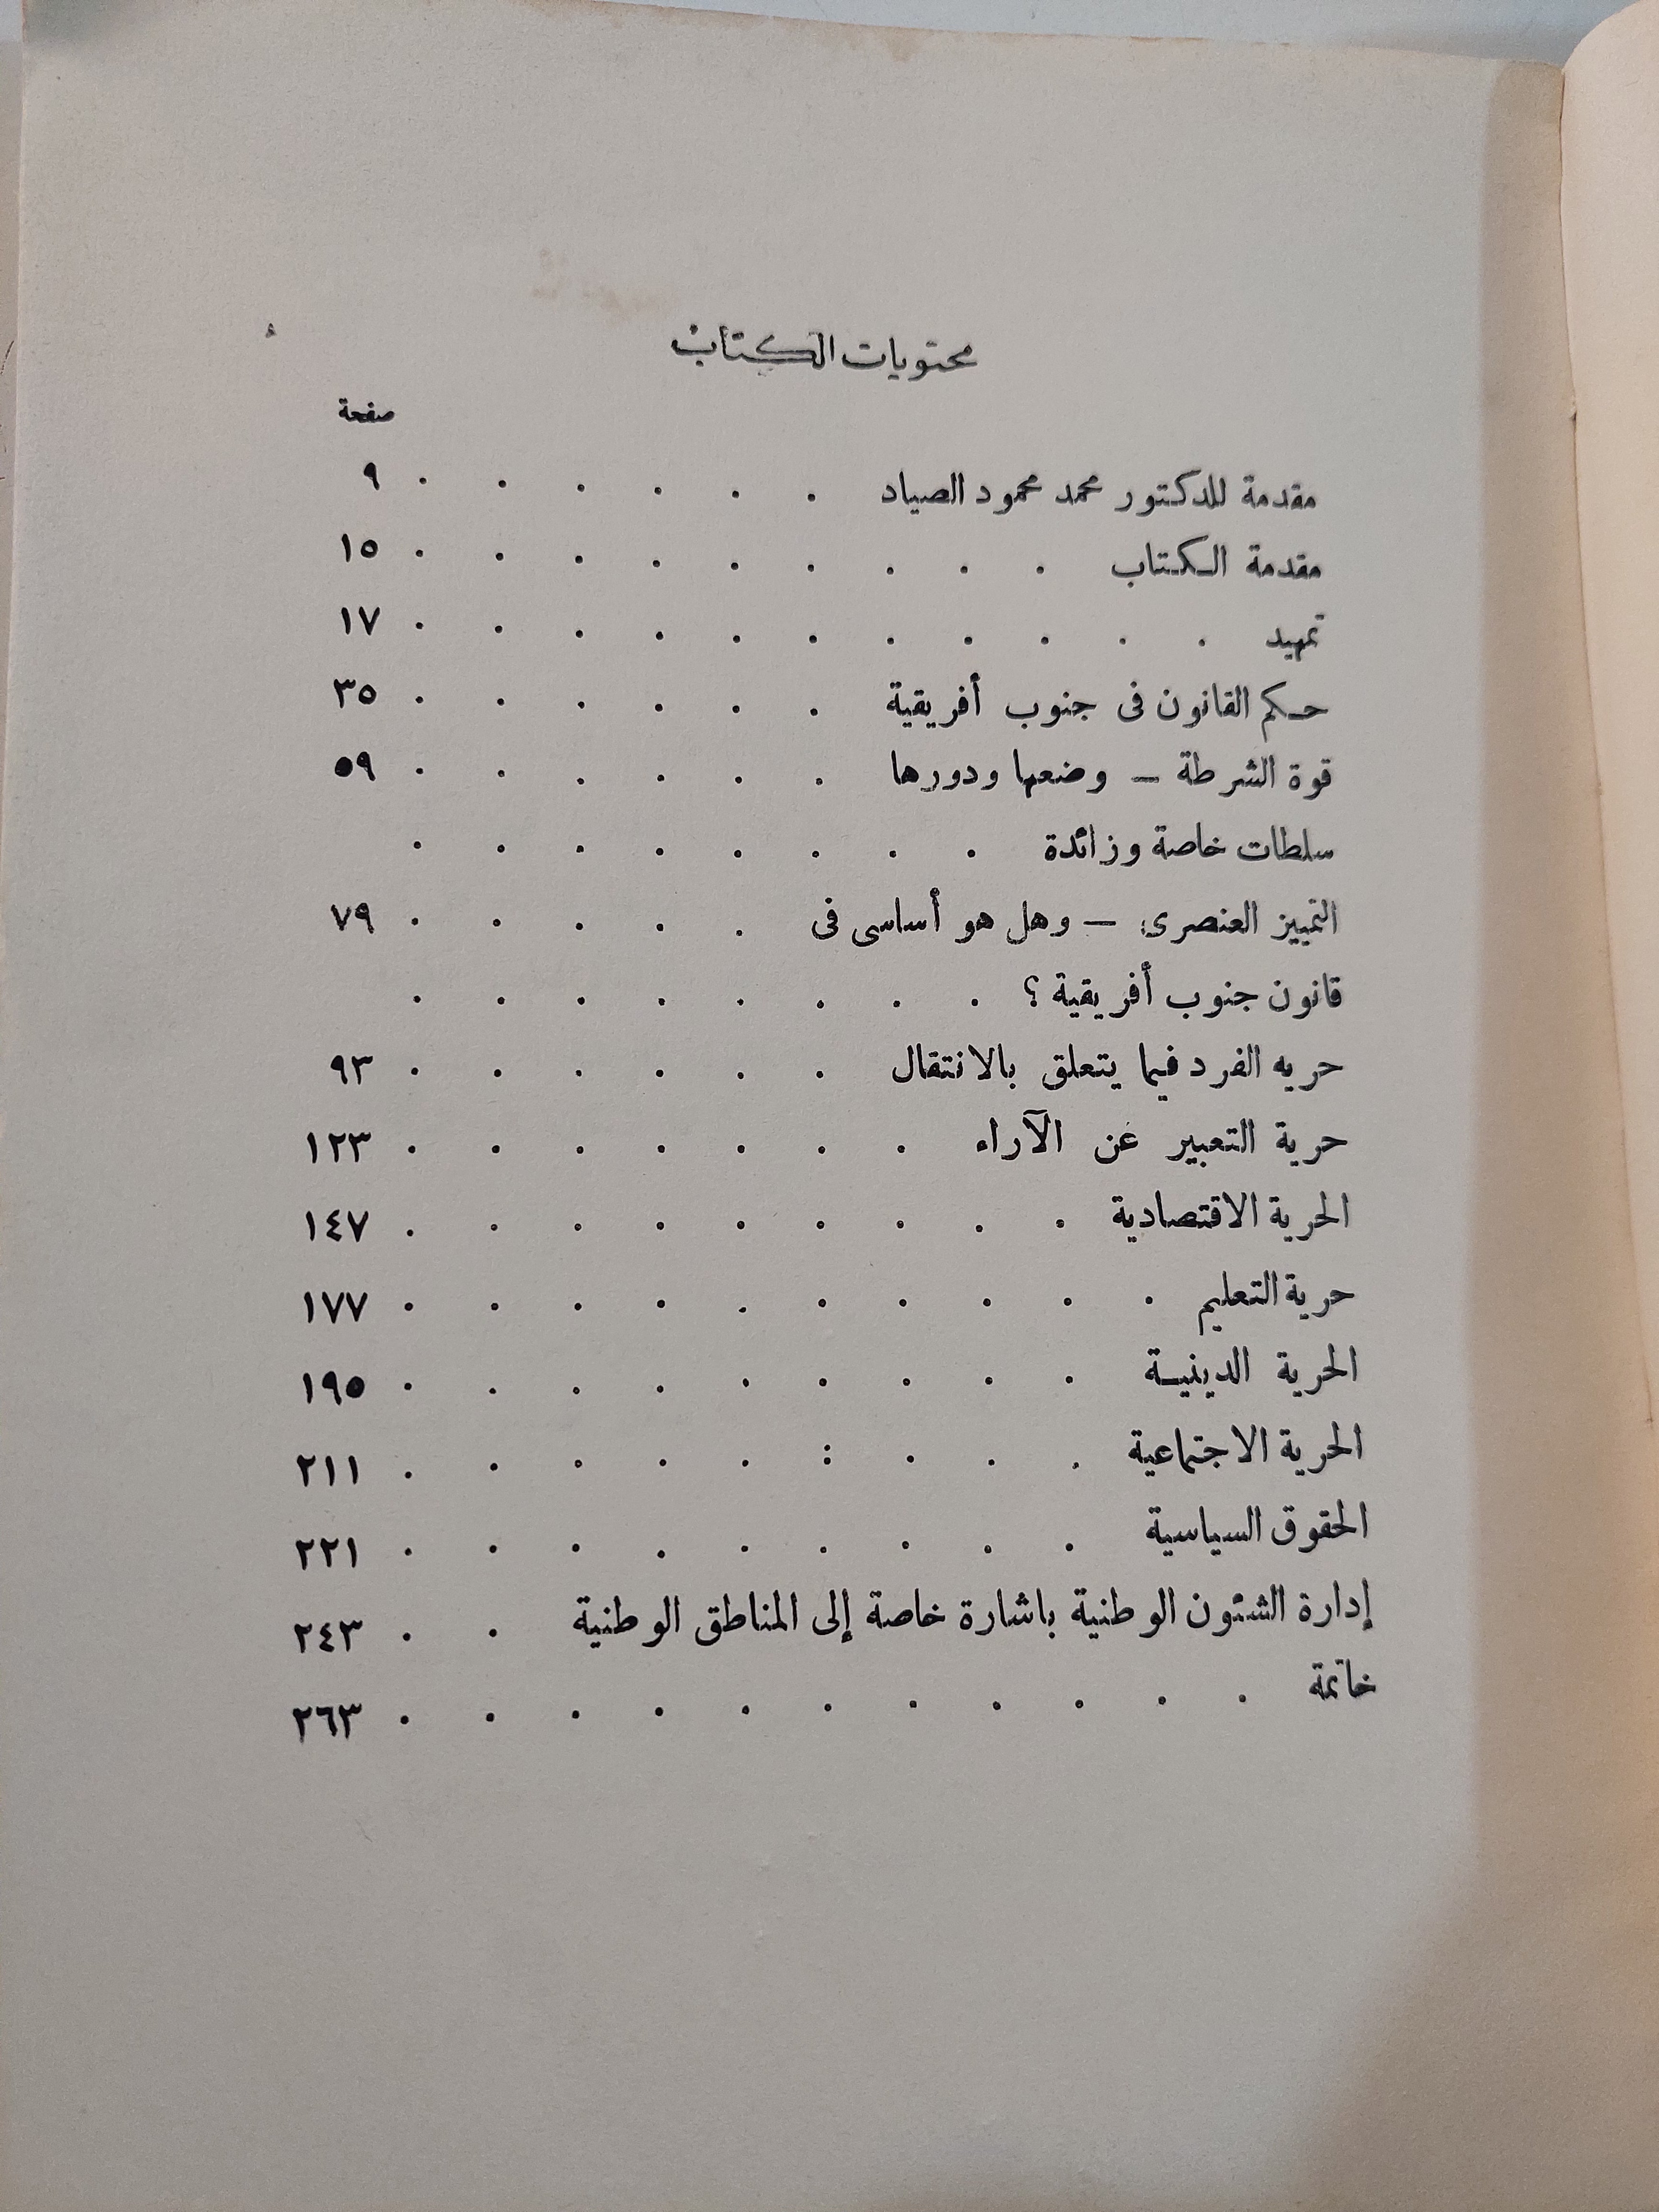 محتويات الكتاب
صفحة
مقدمة للدكتور محمد محمود الصياد . . . . . . ٩
مقدمة الكتاب . . . . . . . . . ١٥
تمهيد . . . . . . . . . . . ١٧
حكم القانون فى جنوب أفريقية . . . . . . ٣٥
قوة الشرطة — وضعها ودورها . . . . . . ٥٩
سلطات خاصة وزائدة . . . . . . . .
التمييز العنصرى — وهل هو أساسى فى . . . . . ٧٩
قانون جنوب أفريقية ؟ . . . . . . . .
حريه الفرد فيما يتعلق بالانتقال . . . . . . ٩٣
حرية التعبير عن الآراء . . . . . . . ١٢٣
الحرية الاقتصادية . . . . . . . . . ١٤٧
حرية التعليم . . . . . . . . . . ١٧٧
الحرية الدينية . . . . . . . . . ١٩٥
الحرية الاجتماعية . . . : . . . . . ٢١١
الحقوق السياسية . . . . . . . . . ٢٢١
إدارة الشئون الوطنية باشارة خاصة إلى المناطق الوطنية . . ٢٤٣
خاتمة . . . . . . . . . . . ٢٦٣